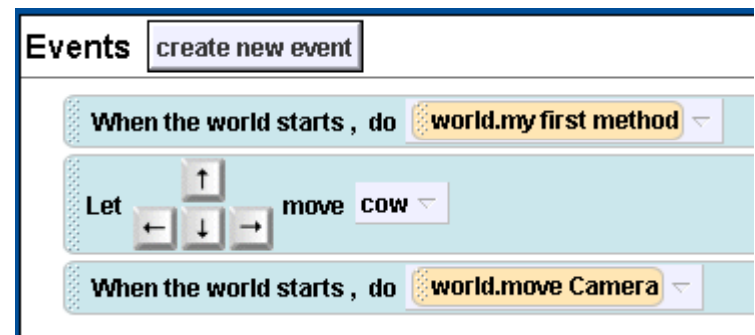 Events create new event
When the world starts , do world.my first method
↑
Let ← ↓ → move cow
When the world starts , do world.move Camera